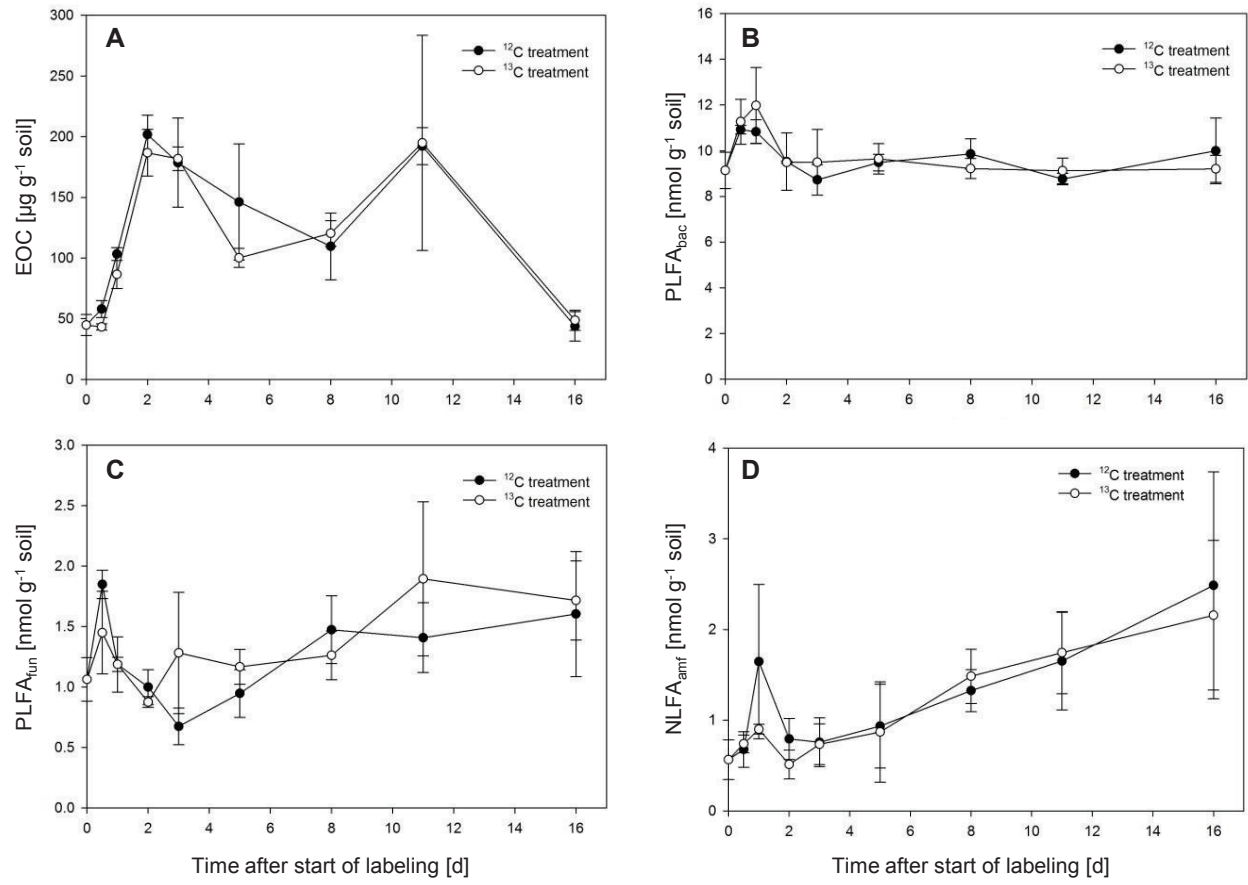 A
¹²C treatment
¹³C treatment
EOC [µg g⁻¹ soil]
300
250
200
150
100
50
0
0 2 4 6 8 10 12 14 16
B
¹²C treatment
¹³C treatment
PLFA_bac [nmol g⁻¹ soil]
16
14
12
10
8
6
4
2
0
0 2 4 6 8 10 12 14 16
C
¹²C treatment
¹³C treatment
PLFA_fun [nmol g⁻¹ soil]
3.0
2.5
2.0
1.5
1.0
0.5
0.0
0 2 4 6 8 10 12 14 16
Time after start of labeling [d]
D
¹²C treatment
¹³C treatment
NLFA_amf [nmol g⁻¹ soil]
4
3
2
1
0
0 2 4 6 8 10 12 14 16
Time after start of labeling [d]